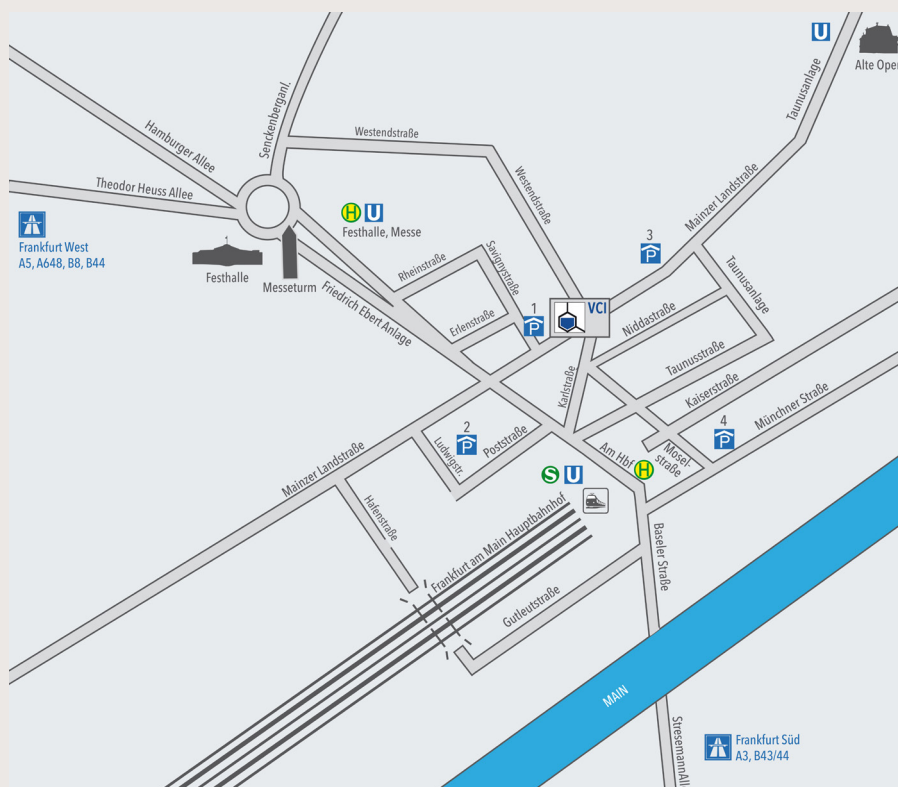 U
Alte Oper
Taunusanlage
Senckenberganl.
Westendstraße
Hamburger Allee
Theodor Heuss Allee
Westendstraße
Mainzer Landstraße
H U
Festhalle, Messe
Frankfurt West
A5, A648, B8, B44
Festhalle
Messeturm
3
P
Rheinstraße
Savignystraße
Taunusanlage
Friedrich Ebert Anlage
Erlenstraße
1
P
VCI
Niddastraße
Taunusstraße
Karlstraße
Kaiserstraße
Münchner Straße
2
P
Ludwigstr.
Poststraße
4
P
Am Hbf
H
Mosel-
straße
Mainzer Landstraße
S U
Hafenstraße
Frankfurt am Main Hauptbahnhof
Baseler Straße
Gutleutstraße
MAIN
StresemannAll
Frankfurt Süd
A3, B43/44